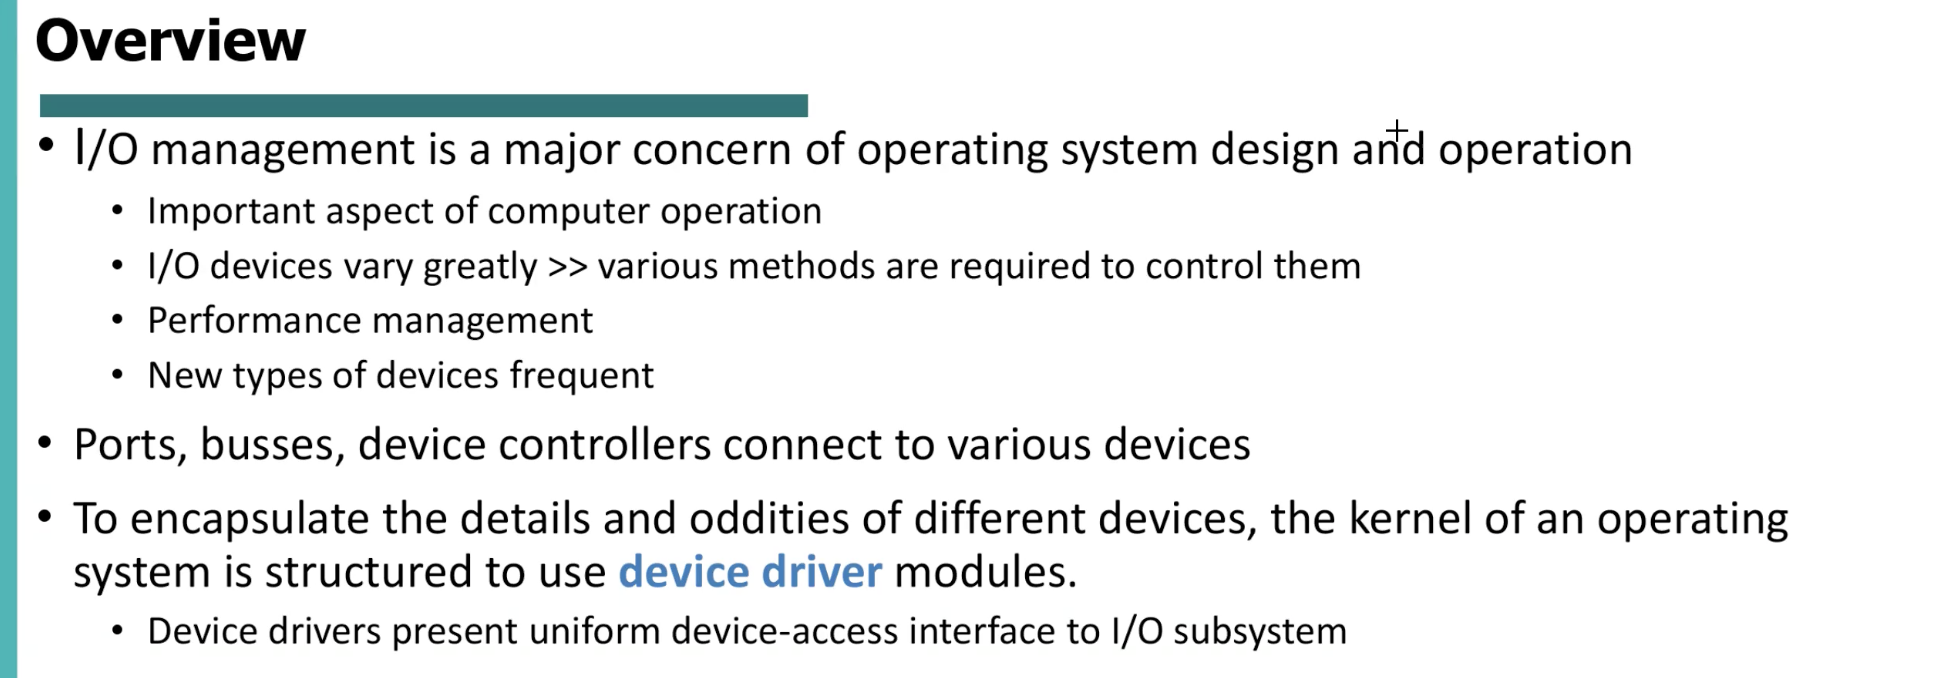 Overview
• I/O management is a major concern of operating system design and operation
• Important aspect of computer operation
• I/O devices vary greatly >> various methods are required to control them
• Performance management
• New types of devices frequent
• Ports, busses, device controllers connect to various devices
• To encapsulate the details and oddities of different devices, the kernel of an operating
system is structured to use device driver modules.
• Device drivers present uniform device-access interface to I/O subsystem